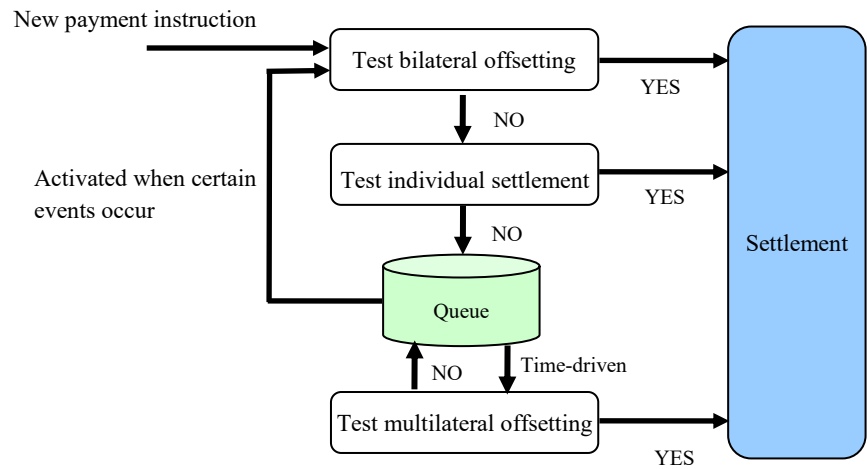 New payment instruction
Test bilateral offsetting
YES
NO
Activated when certain
events occur
Test individual settlement
YES
NO
Settlement
Queue
NO
Time-driven
Test multilateral offsetting
YES